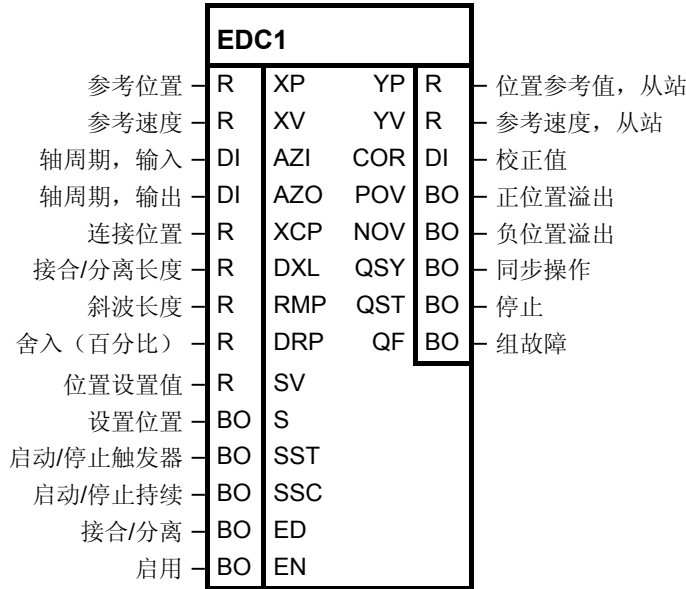 EDC1
参考位置 R XP YP R 位置参考值，从站
参考速度 R XV YV R 参考速度，从站
轴周期，输入 DI AZI COR DI 校正值
轴周期，输出 DI AZO POV BO 正位置溢出
连接位置 R XCP NOV BO 负位置溢出
接合/分离长度 R DXL QSY BO 同步操作
斜波长度 R RMP QST BO 停止
舍入（百分比） R DRP QF BO 组故障
位置设置值 R SV
设置位置 BO S
启动/停止触发器 BO SST
启动/停止持续 BO SSC
接合/分离 BO ED
启用 BO EN